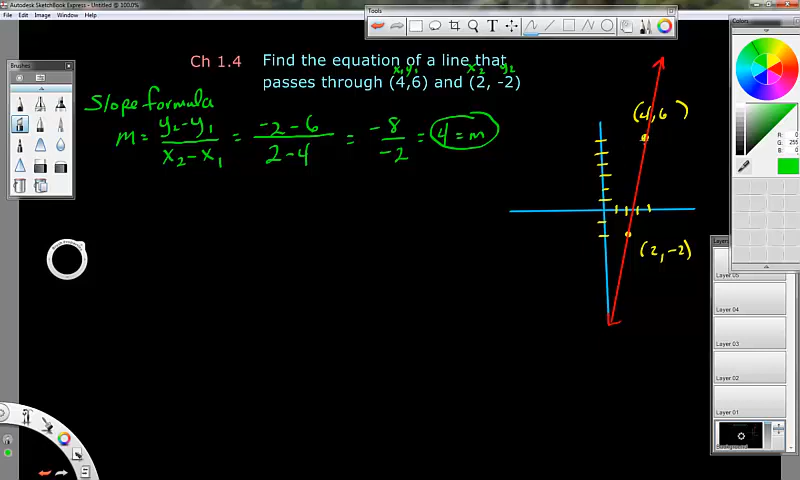 Autodesk SketchBook Express - Untitled @ 100.0%
File Edit Image Window Help
Tools
Colors
Brushes
Ch 1.4 Find the equation of a line that
x1 y1 x2 y2
passes through (4,6) and (2, -2)
Slope formula
m = y2-y1 / x2-x1 = -2-6 / 2-4 = -8 / -2 = 4 = m
(4,6)
(2,-2)
R: 0
G: 255
B: 0
Layers
Layer 05
Layer 04
Layer 03
Layer 02
Layer 01
Background